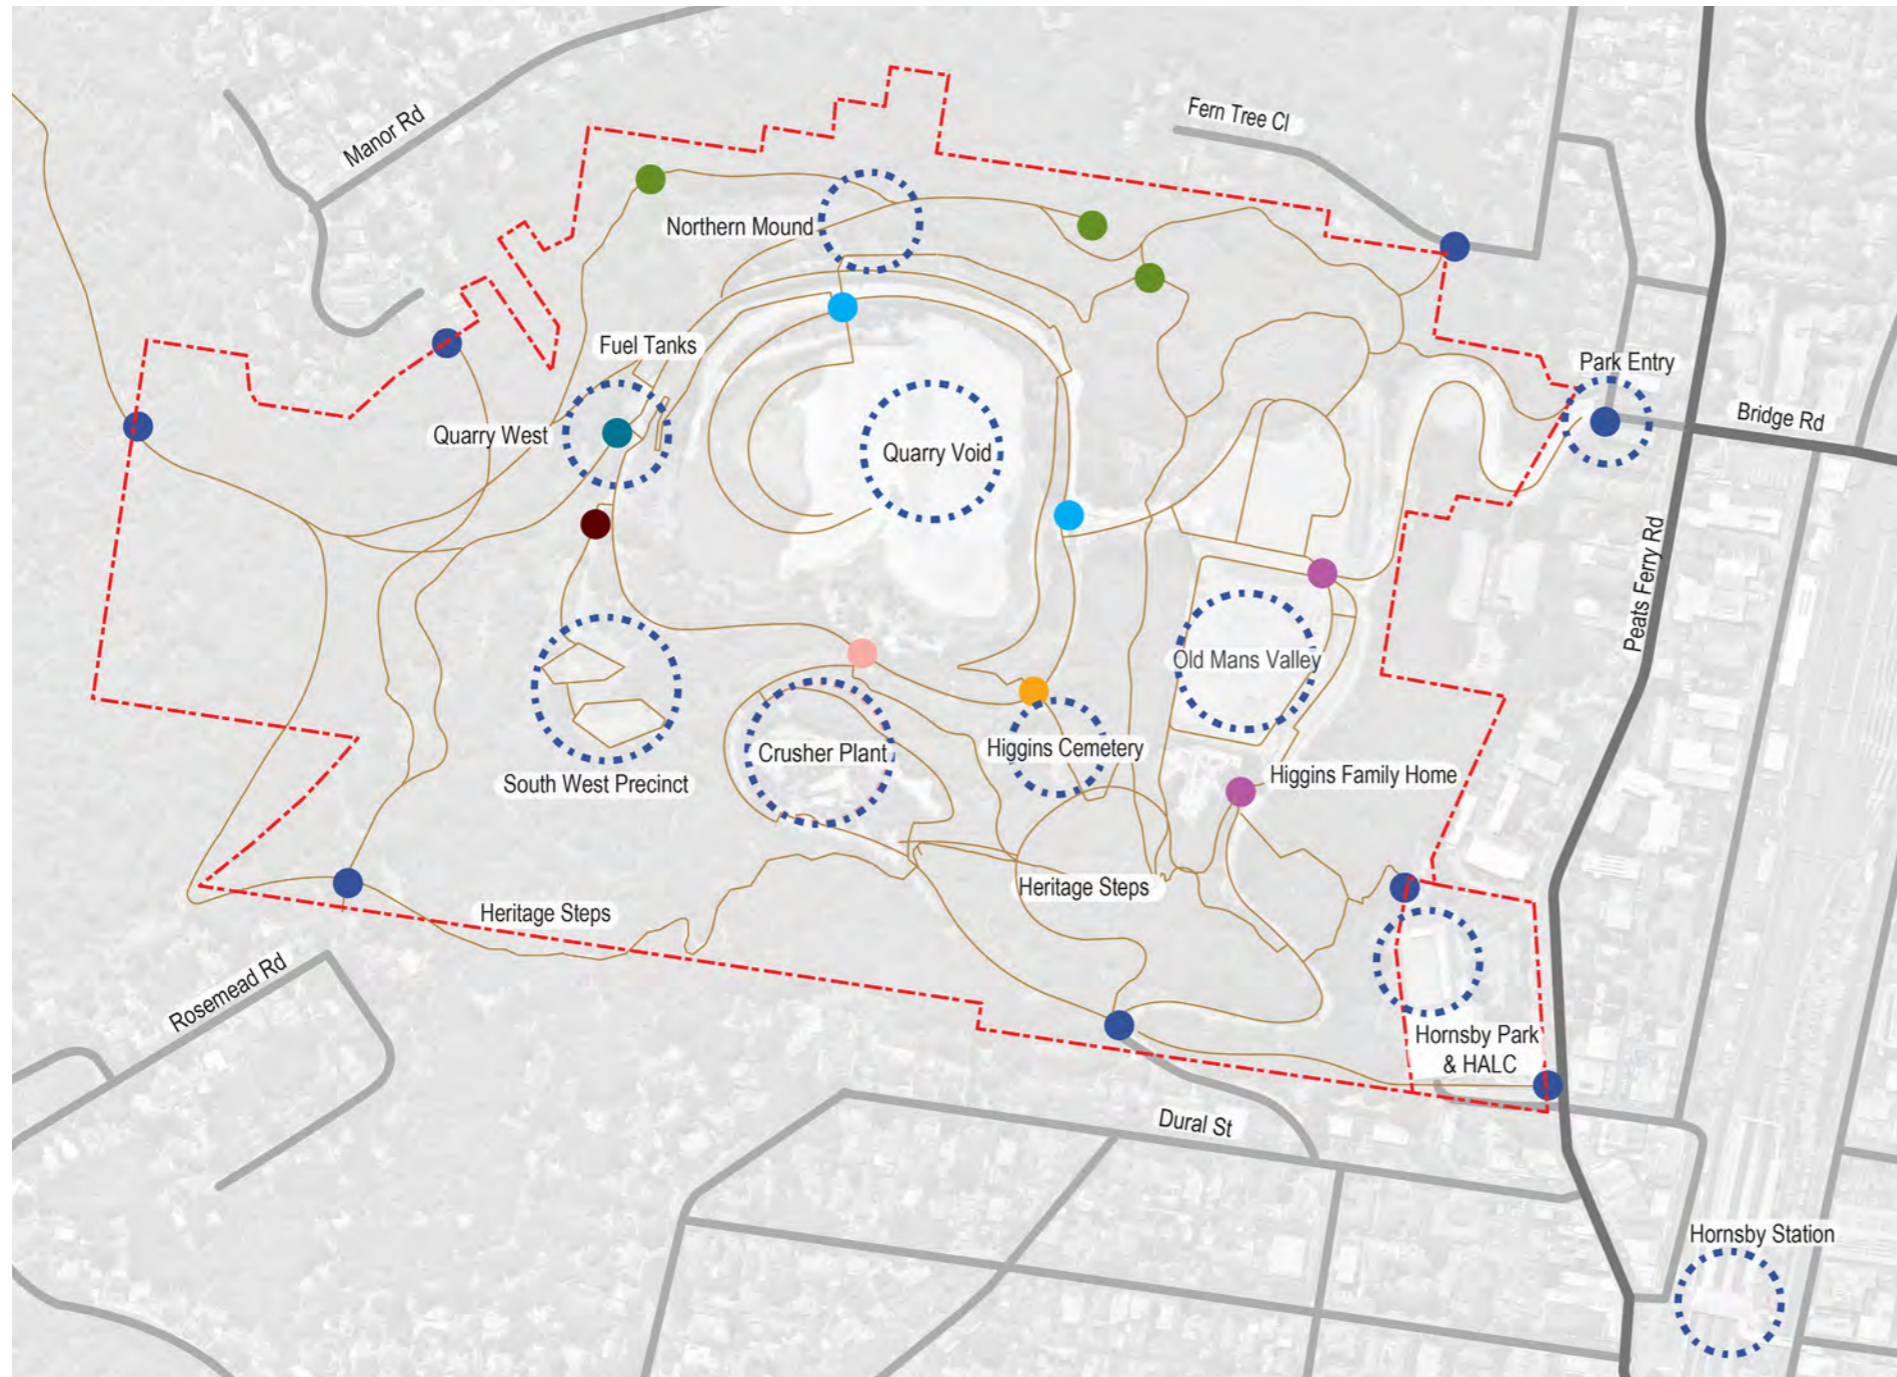 Manor Rd
Fern Tree Cl
Northern Mound
Fuel Tanks
Park Entry
Bridge Rd
Quarry West
Quarry Void
Peats Ferry Rd
Old Mans Valley
Crusher Plant
Higgins Cemetery
Higgins Family Home
South West Precinct
Heritage Steps
Heritage Steps
Rosemead Rd
Hornsby Park
& HALC
Dural St
Hornsby Station